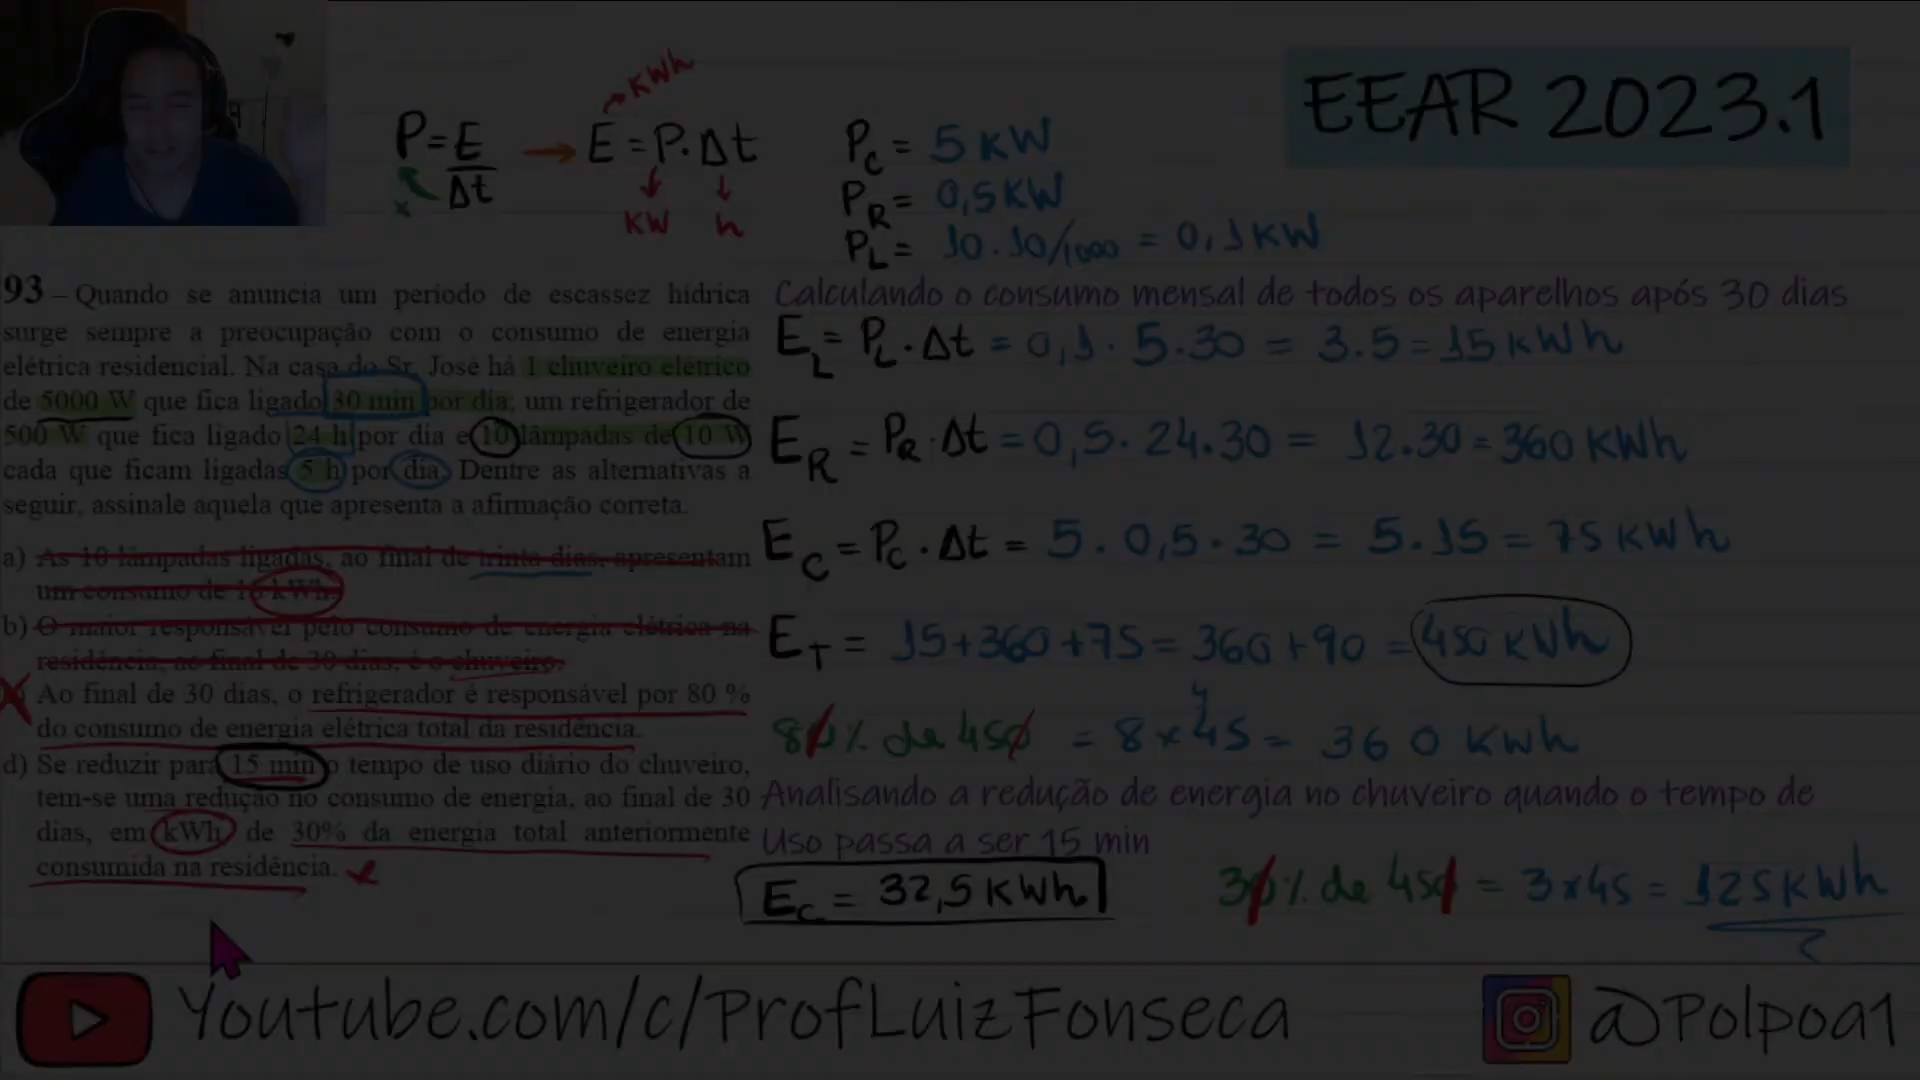 EEAR 2023.1
P = E/Δt → E = P.Δt
KWh
KW h
x
P_C = 5 KW
P_R = 0,5 KW
P_L = 10.10/1000 = 0,1 KW
93 – Quando se anuncia um período de escassez hídrica
surge sempre a preocupação com o consumo de energia
elétrica residencial. Na casa do Sr. José há 1 chuveiro elétrico
de 5000 W que fica ligado 30 min por dia; um refrigerador de
500 W que fica ligado 24 h por dia e 10 lâmpadas de 10 W
cada que ficam ligadas 5 h por dia. Dentre as alternativas a
seguir, assinale aquela que apresenta a afirmação correta.
a) As 10 lâmpadas ligadas, ao final de trinta dias, apresentam
um consumo de kWh.
b) O maior responsável pelo consumo de energia elétrica na
residência, ao final de 30 dias, é o chuveiro.
Ao final de 30 dias, o refrigerador é responsável por 80 %
do consumo de energia elétrica total da residência.
d) Se reduzir para 15 min o tempo de uso diário do chuveiro,
tem-se uma redução no consumo de energia, ao final de 30
dias, em kWh de 30% da energia total anteriormente
consumida na residência.
Calculando o consumo mensal de todos os aparelhos após 30 dias
E_L = P_L . Δt = 0,1 . 5.30 = 3.5 = 15 KWh
E_R = P_R . Δt = 0,5. 24.30 = 12.30 = 360 KWh
E_C = P_C . Δt = 5 . 0,5 . 30 = 5.15 = 75 KWh
E_T = 15+360+75 = 360+90 = 450 KWh
80% de 450 = 8 x 45 = 360 KWh
4
Analisando a redução de energia no chuveiro quando o tempo de
Uso passa a ser 15 min
E_C = 32,5 KWh
30% de 450 = 3 x 45 = 125 KWh
Youtube.com/c/ProfLuizFonseca
@Polpoa1